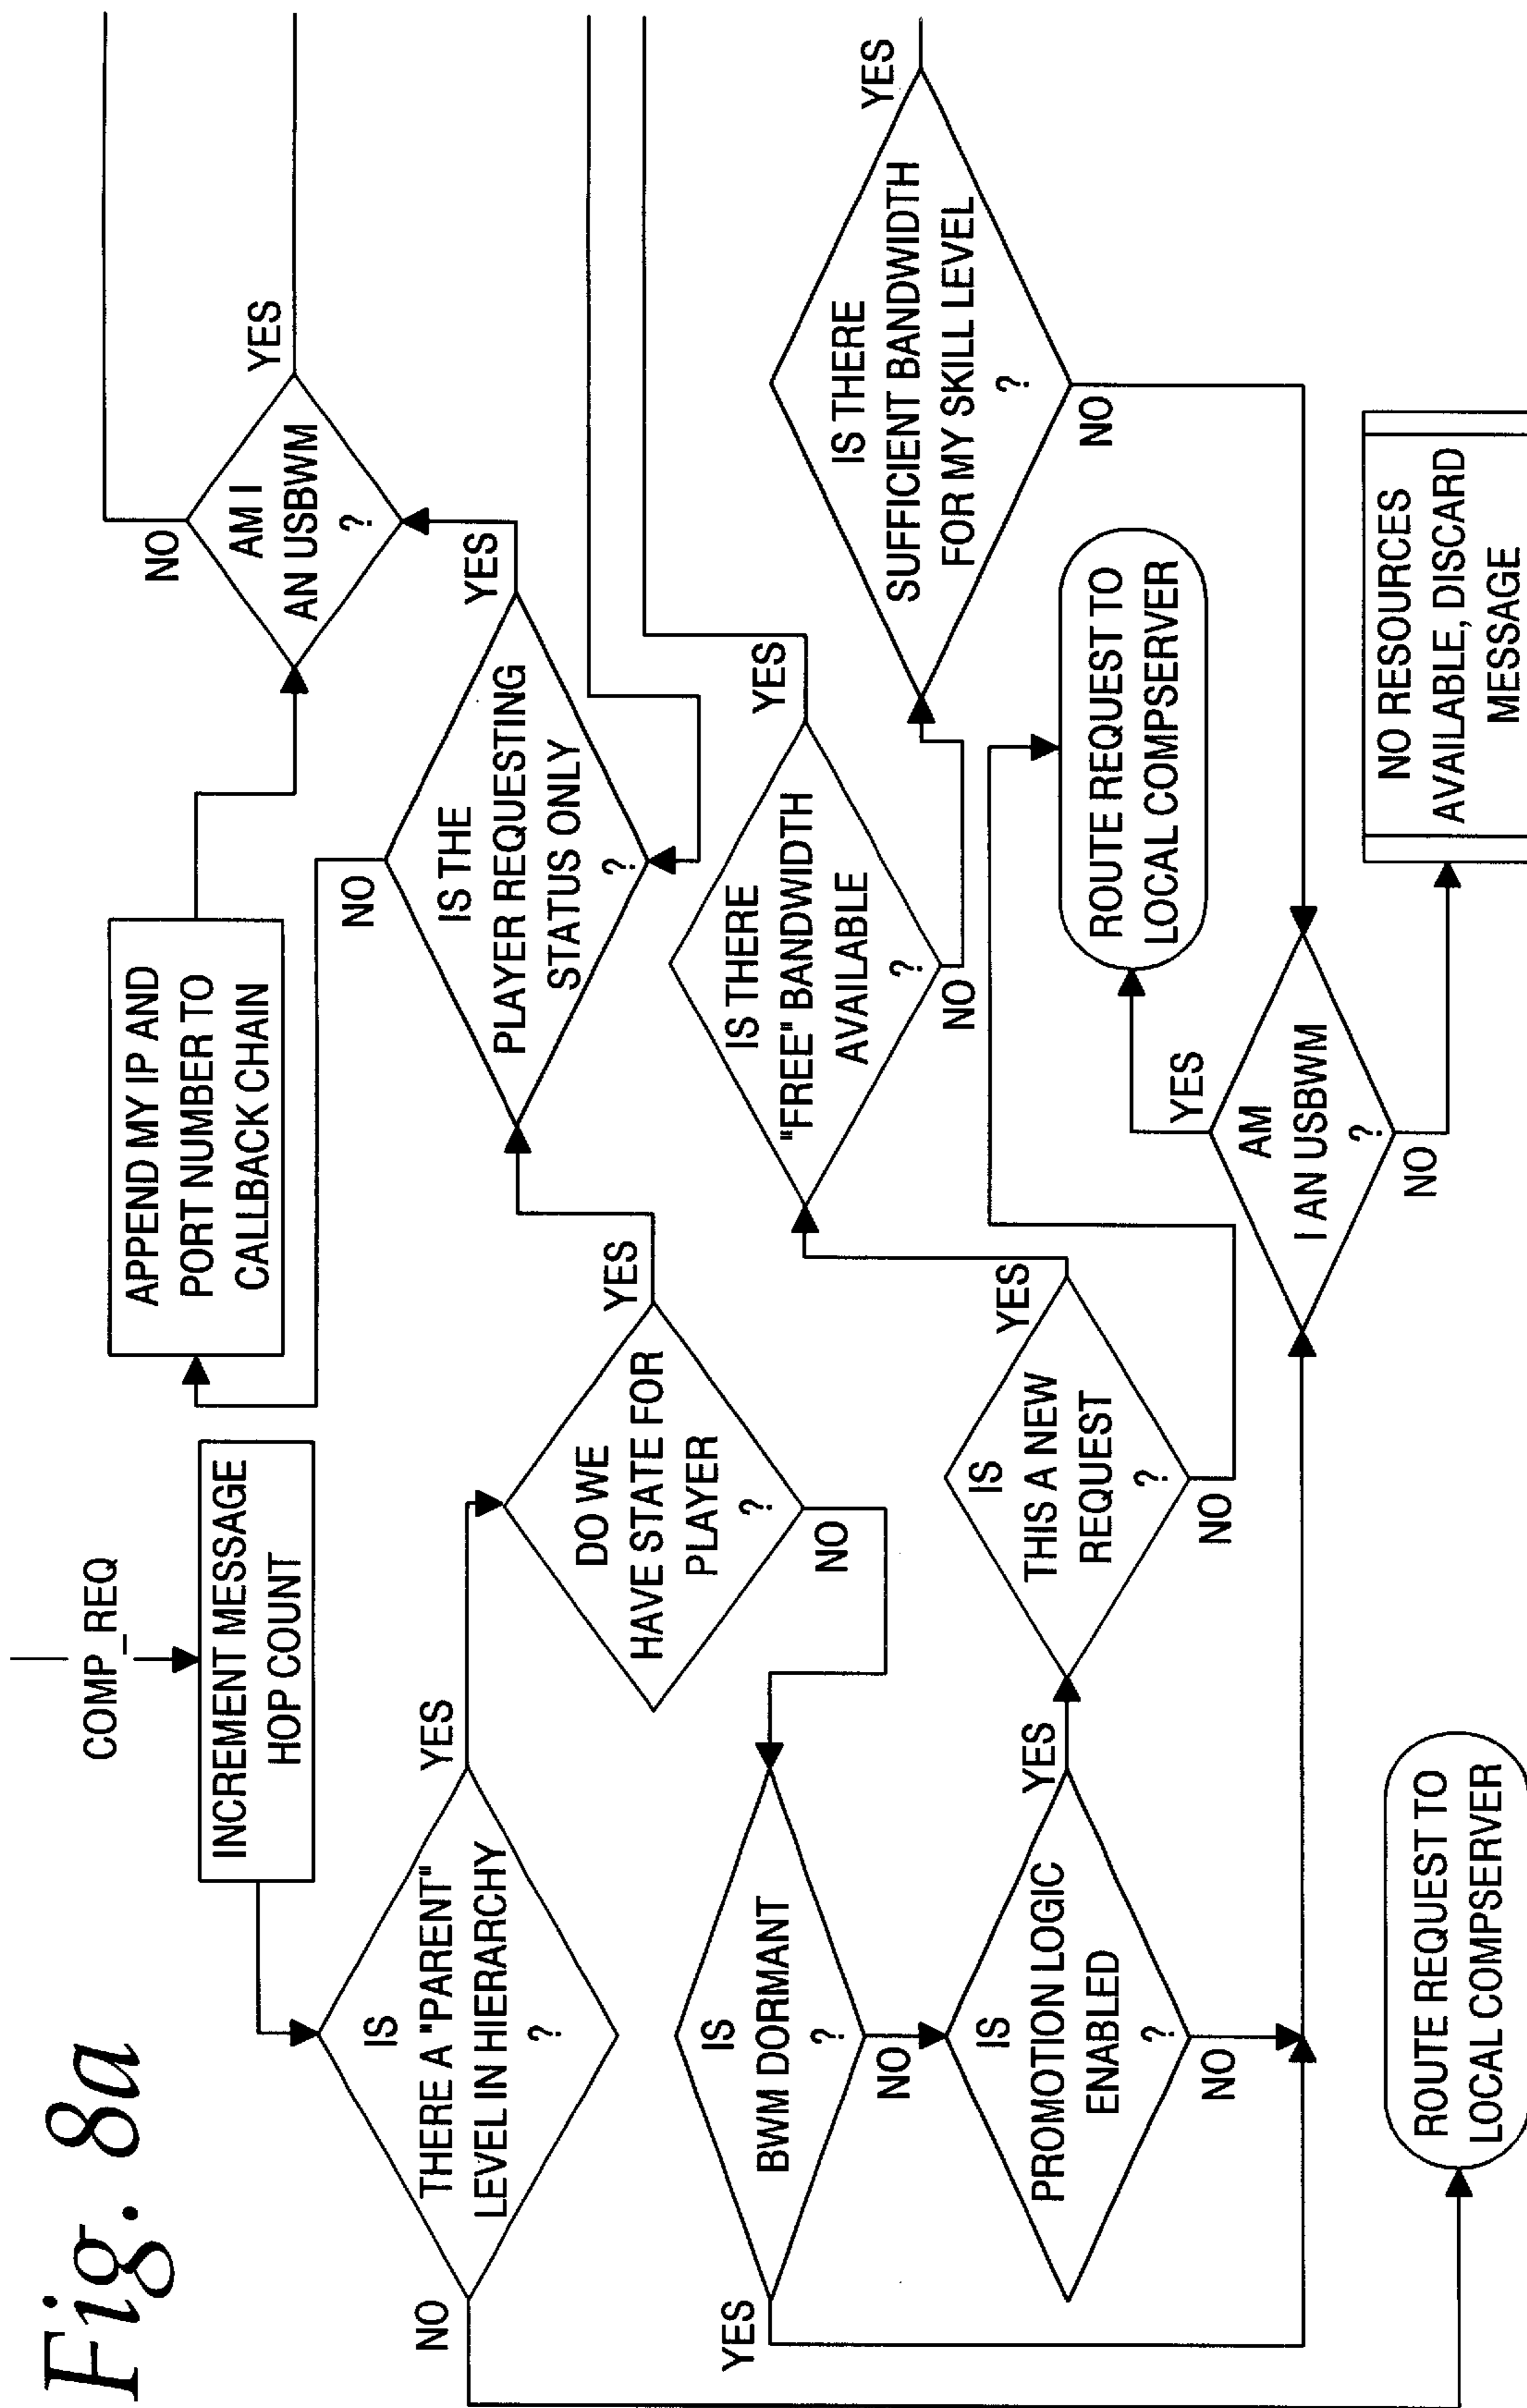 Fig. 8a
COMP_REQ
INCREMENT MESSAGE
HOP COUNT
IS
THERE A "PARENT"
LEVEL IN HIERARCHY
?
YES
NO
DO WE
HAVE STATE FOR
PLAYER
?
YES
NO
APPEND MY IP AND
PORT NUMBER TO
CALLBACK CHAIN
IS THE
PLAYER REQUESTING
STATUS ONLY
?
NO
YES
AM I
AN USBWM
?
NO
YES
IS
BWM DORMANT
?
YES
NO
IS
PROMOTION LOGIC
ENABLED
?
YES
NO
IS
THIS A NEW
REQUEST
?
YES
NO
IS THERE
"FREE" BANDWIDTH
AVAILABLE
?
YES
NO
IS THERE
SUFFICIENT BANDWIDTH
FOR MY SKILL LEVEL
?
YES
NO
ROUTE REQUEST TO
LOCAL COMPSERVER
AM
I AN USBWM
?
YES
NO
NO RESOURCES
AVAILABLE, DISCARD
MESSAGE
ROUTE REQUEST TO
LOCAL COMPSERVER